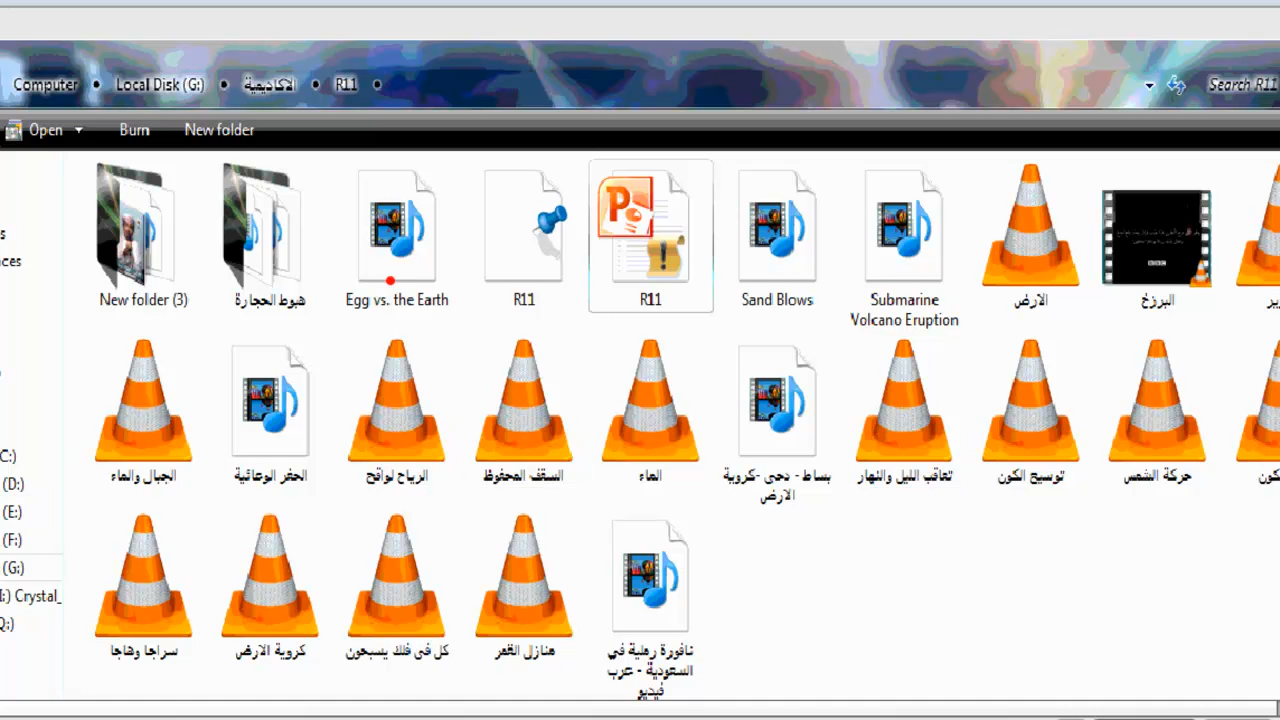 Computer • Local Disk (G:) • الاكاديمية • R11 •
Search R11
Open Burn New folder
New folder (3)
هبوط الحجارة
Egg vs. the Earth
R11
R11
Sand Blows
Submarine
Volcano Eruption
الارض
البرزخ
الجبال والماء
الحفر الوعائية
الرياح لواقح
السقف المحفوظ
الماء
بساط - دحى -كروية
الارض
تعاقب الليل والنهار
توسيع الكون
حركة الشمس
سراجا وهاجا
كروية الارض
كل فى فلك يسبحون
منازل القمر
نافورة رملية في
السعودية - عرب
فيديو
C:)
(D:)
(E:)
(F:)
(G:)
Crystal_
Q:)
BBC